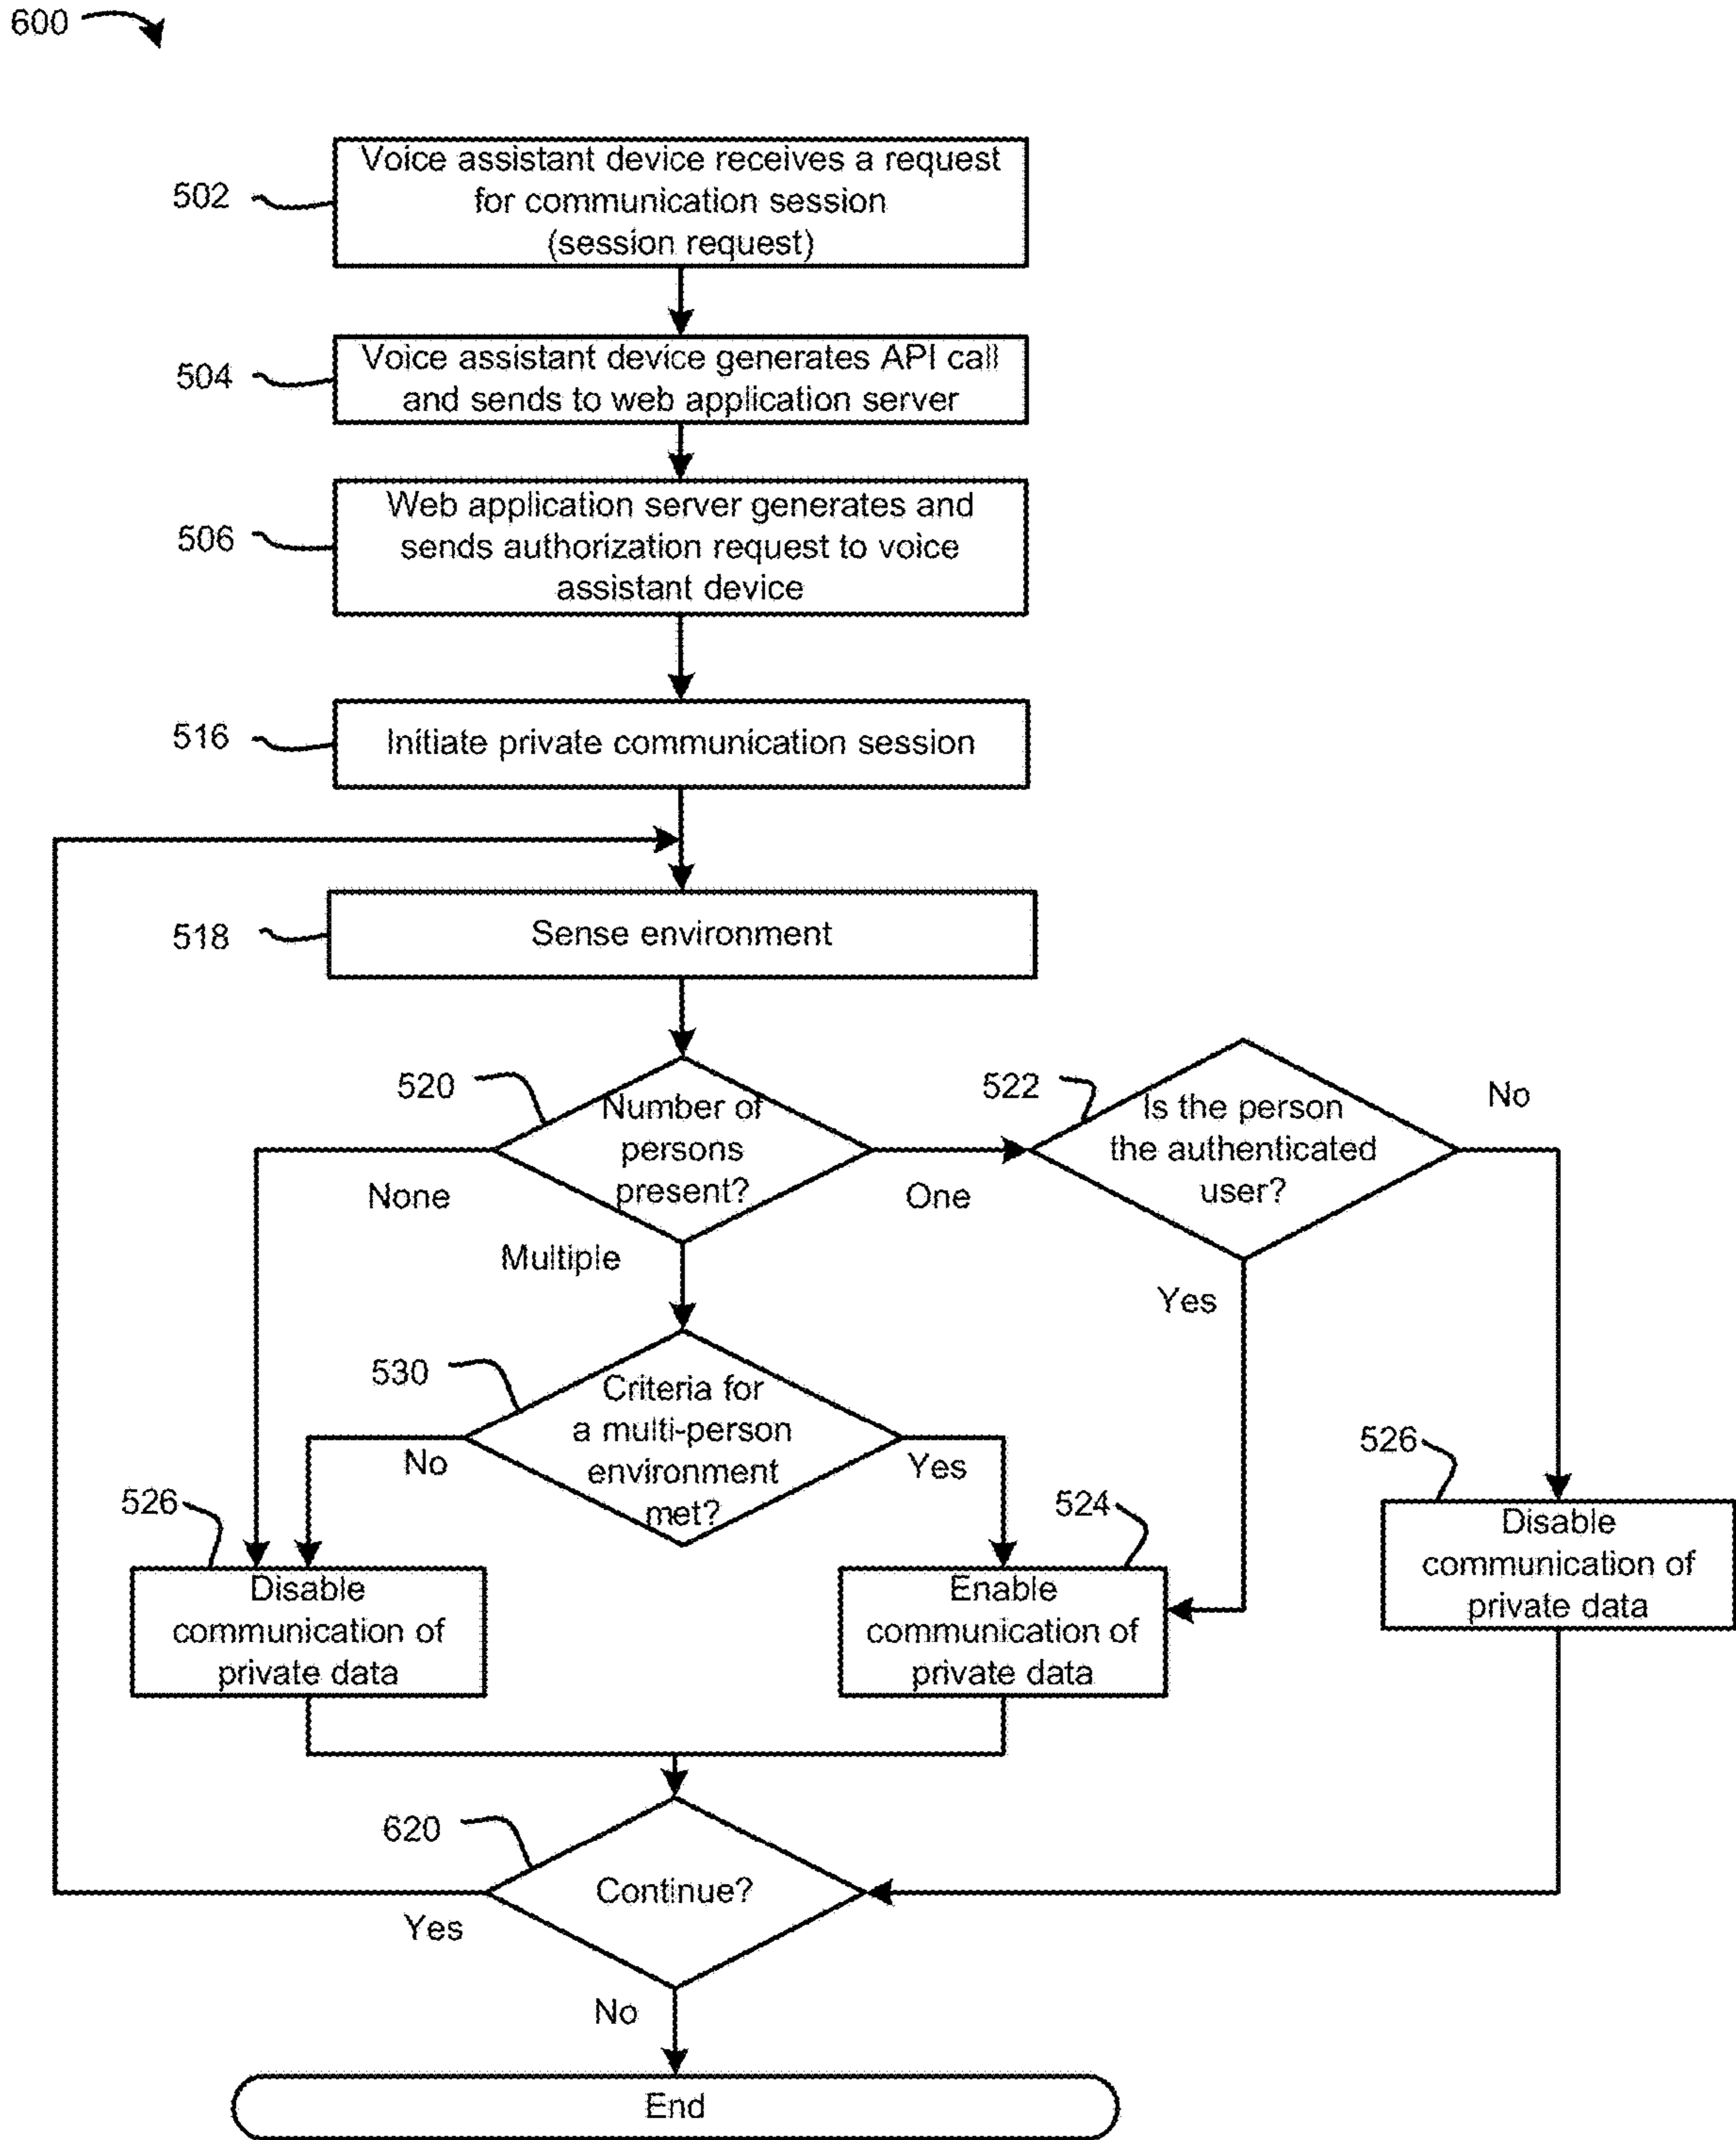 600
502
Voice assistant device receives a request
for communication session
(session request)
504
Voice assistant device generates API call
and sends to web application server
506
Web application server generates and
sends authorization request to voice
assistant device
516
Initiate private communication session
518
Sense environment
520
Number of
persons
present?
None
One
Multiple
522
Is the person
the authenticated
user?
No
Yes
530
Criteria for
a multi-person
environment
met?
No
Yes
526
Disable
communication of
private data
524
Enable
communication of
private data
526
Disable
communication of
private data
620
Continue?
Yes
No
End